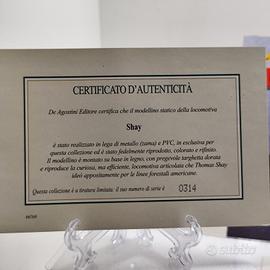 CERTIFICATO D'AUTENTICITÀ
De Agostini Editore certifica che il modellino statico della locomotiva
Shay
è stato realizzato in lega di metallo (zama) e PVC, in esclusiva per
questa collezione ed è stato fedelmente riprodotto, colorato e rifinito.
Il modellino è montato su base in legno, con pregevole targhetta dorata
e riproduce la curiosa, ma efficiente, locomotiva articolata che Thomas Shay
ideò appositamente per le linee forestali americane.
Questa collezione è a tiratura limitata: il suo numero di serie è 0314
subito